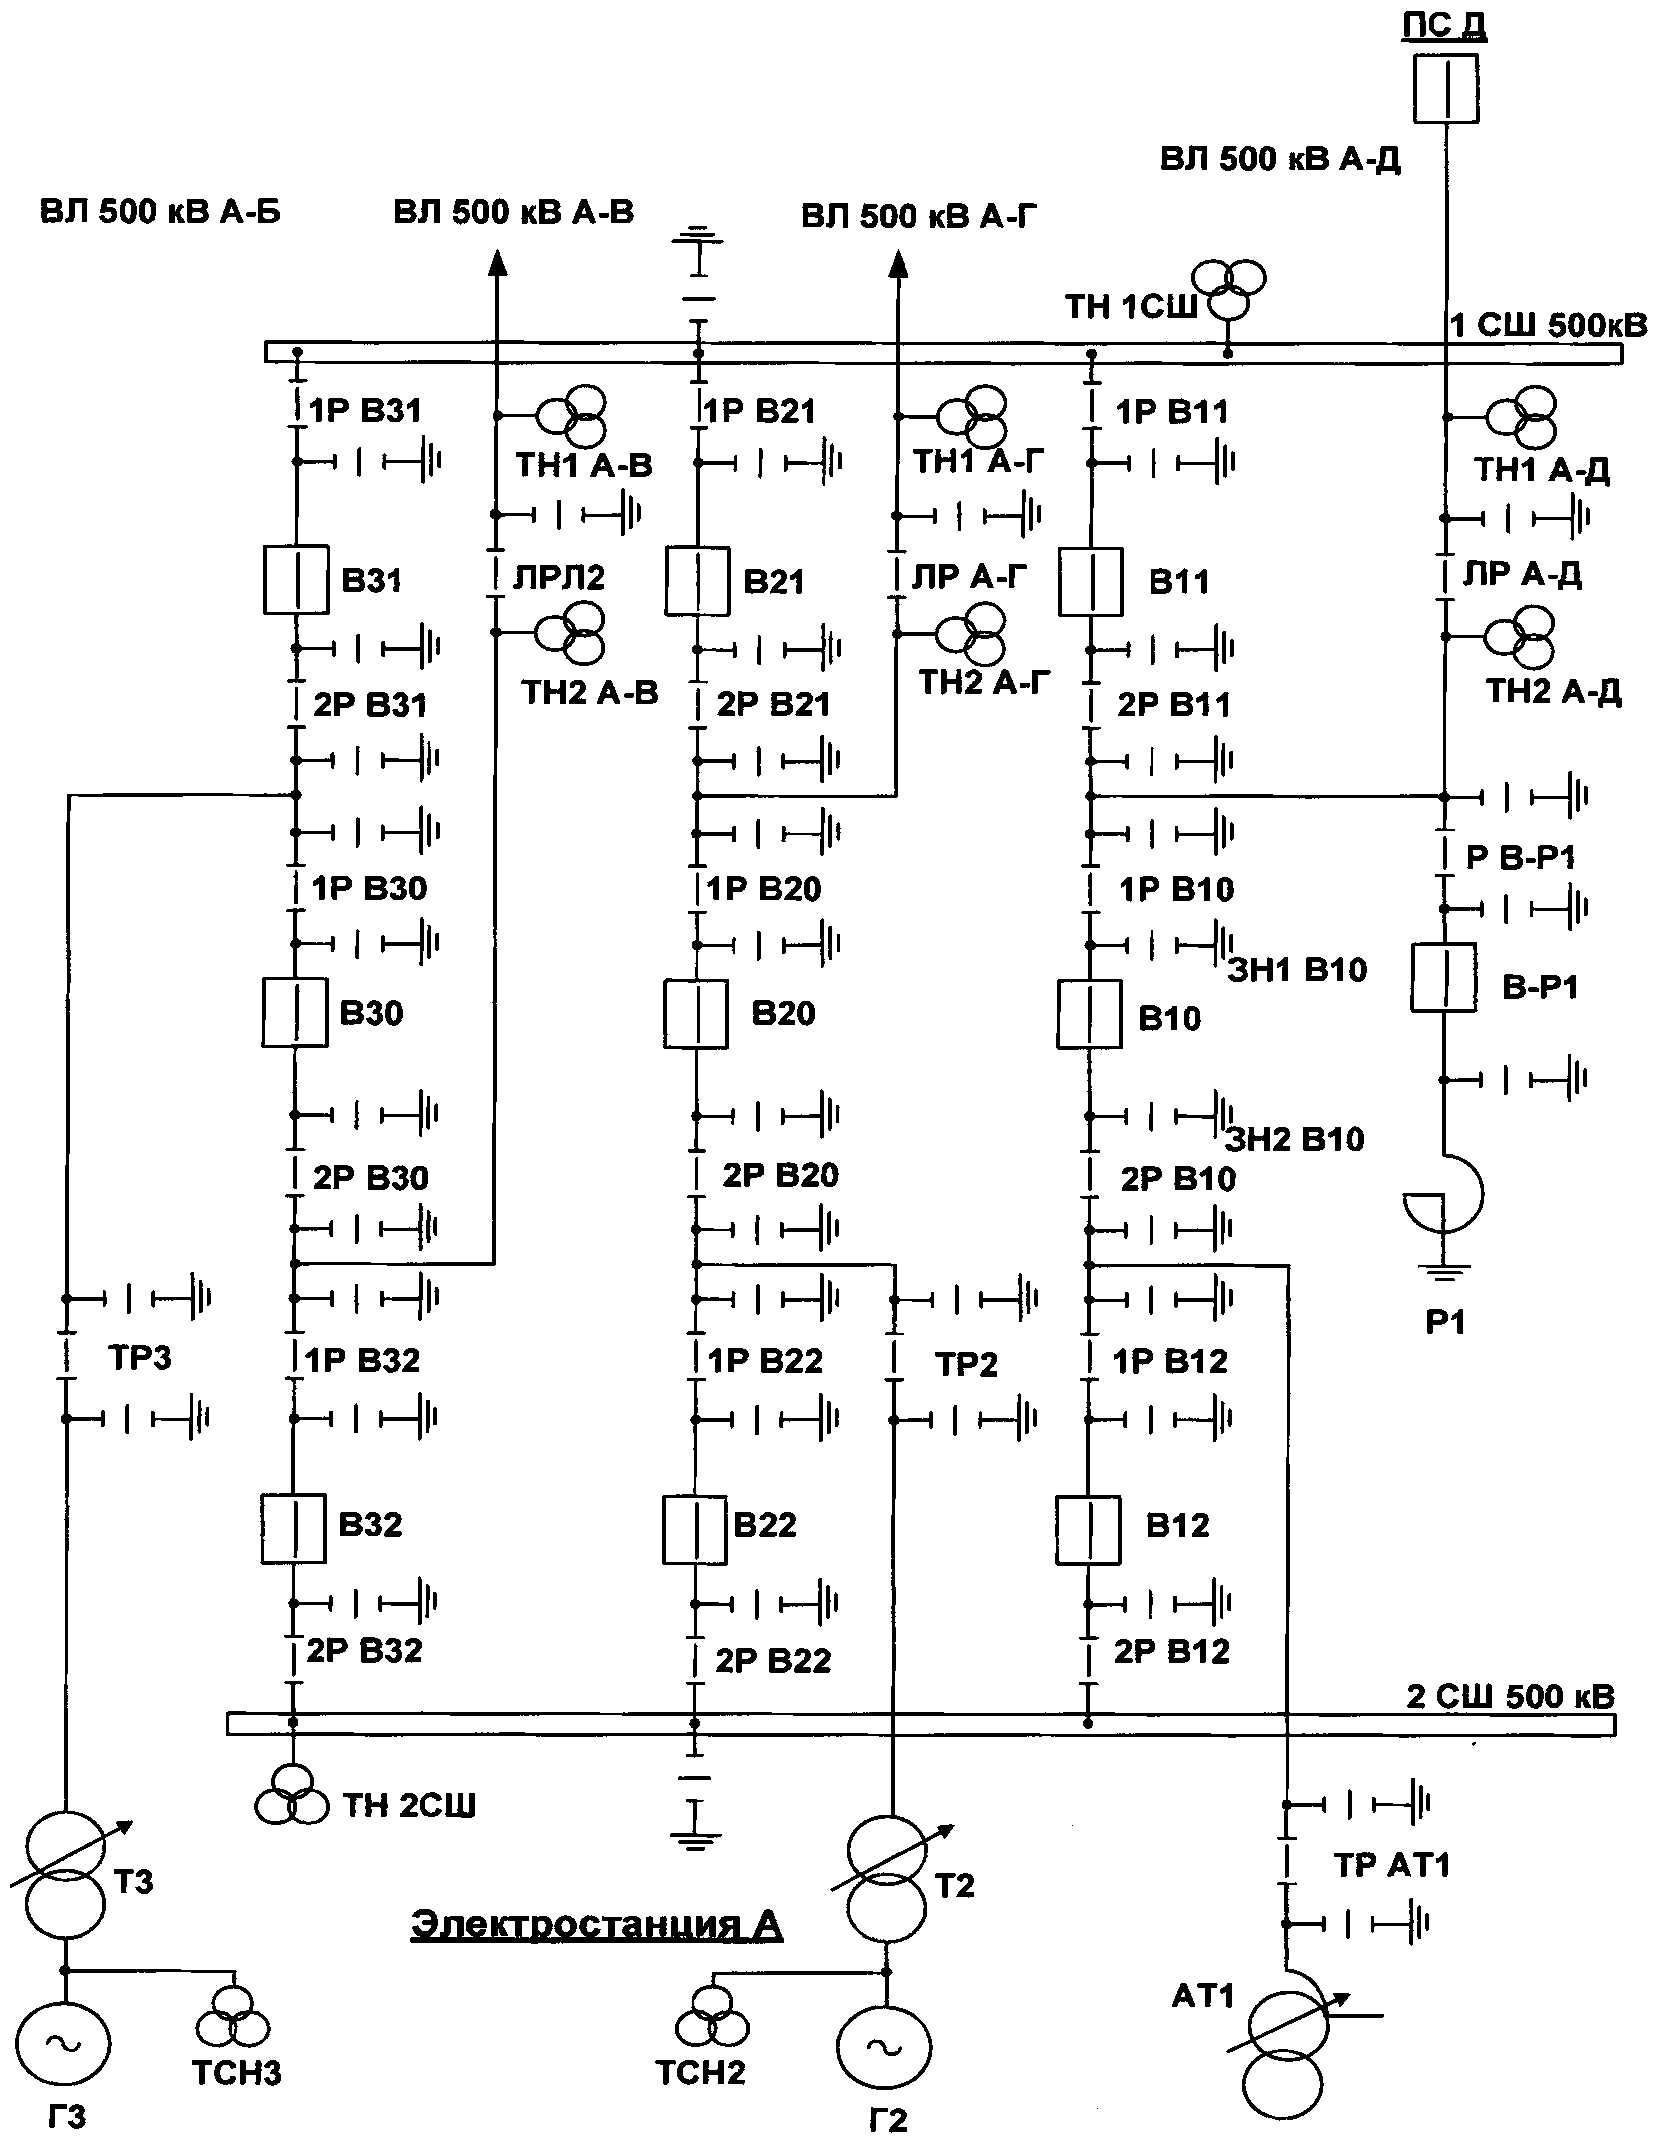 ПС Д
ВЛ 500 кВ А-Д
ВЛ 500 кВ А-Б
ВЛ 500 кВ А-В
ВЛ 500 кВ А-Г
ТН 1СШ
1 СШ 500кВ
1Р В31
1Р В21
1Р В11
ТН1 А-В
ТН1 А-Г
ТН1 А-Д
В31
ЛРЛ2
В21
ЛР А-Г
В11
ЛР А-Д
ТН2 А-В
ТН2 А-Г
ТН2 А-Д
2Р В31
2Р В21
2Р В11
Р В-Р1
1Р В30
1Р В20
1Р В10
ЗН1 В10
В-Р1
В30
В20
В10
ЗН2 В10
2Р В30
2Р В20
2Р В10
Р1
ТР3
1Р В32
1Р В22
ТР2
1Р В12
В32
В22
В12
2Р В32
2Р В22
2Р В12
2 СШ 500 кВ
ТН 2СШ
ТР АТ1
Т3
Т2
Электростанция А
АТ1
ТСН3
ТСН2
Г3
Г2